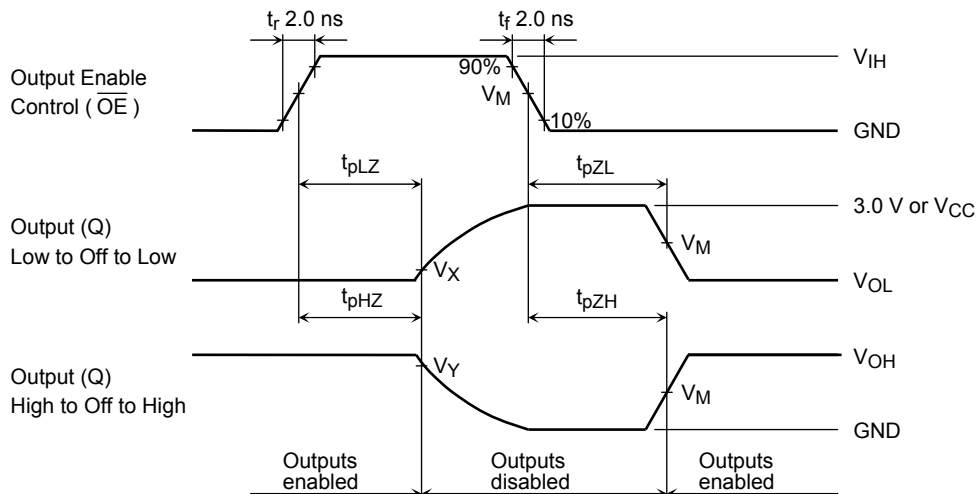 tr 2.0 ns
tf 2.0 ns
Output Enable
Control ( OE )
90%
VM
10%
VIH
GND
tpLZ
tpZL
Output (Q)
Low to Off to Low
VX
VM
3.0 V or VCC
VOL
tpHZ
tpZH
Output (Q)
High to Off to High
VY
VM
VOH
GND
Outputs
enabled
Outputs
disabled
Outputs
enabled